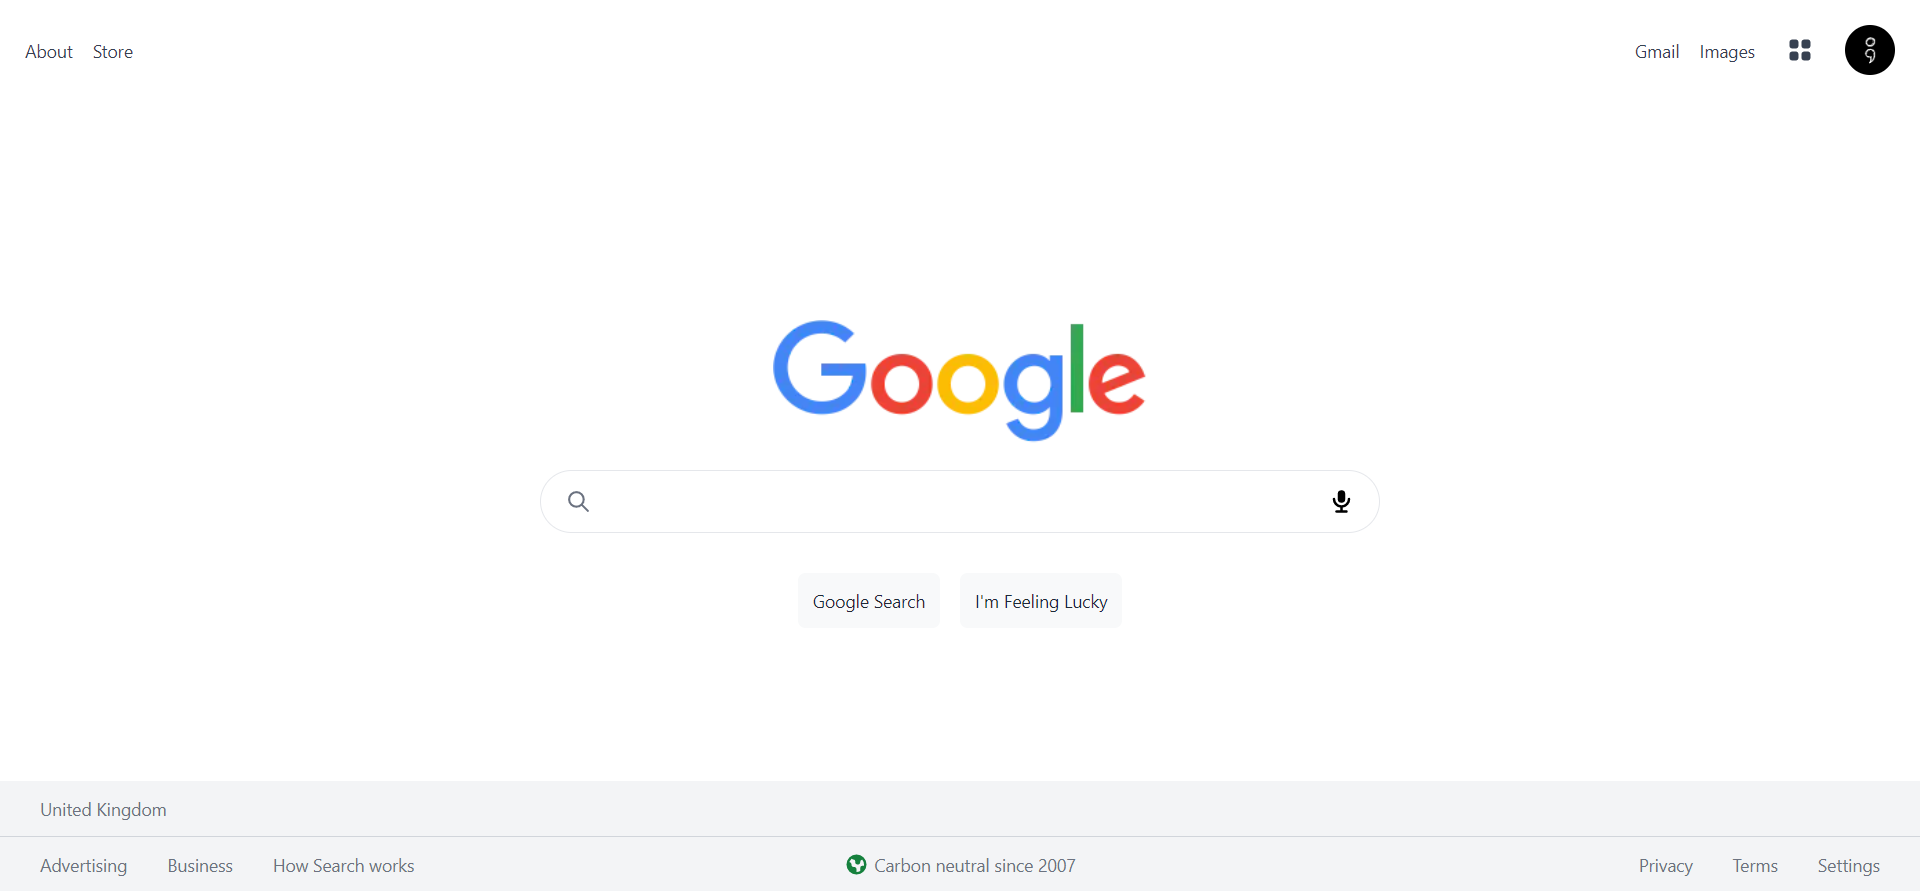 About Store Gmail Images
Google
Google Search I'm Feeling Lucky
United Kingdom
Advertising Business How Search works Carbon neutral since 2007 Privacy Terms Settings